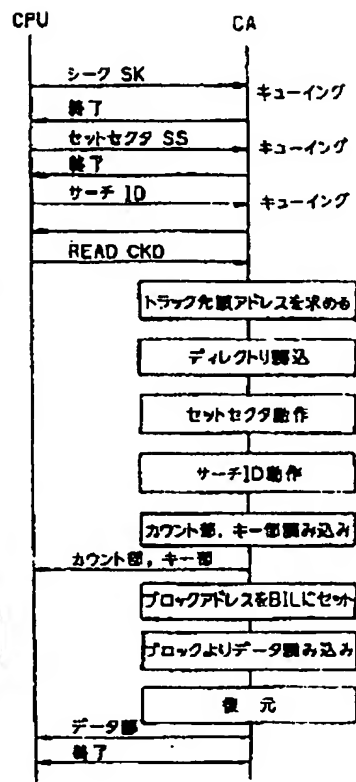 CPU
CA
シーク SK
キューイング
終了
セットセクタ SS
キューイング
終了
サーチ ID
キューイング
READ CKD
トラック先頭アドレスを求める
ディレクトリ読込
セットセクタ動作
サーチID動作
カウント部,キー部読み込み
カウント部,キー部
ブロックアドレスをBILにセット
ブロックよりデータ読み込み
復 元
データ部
終了